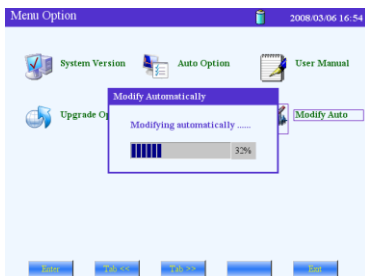 Menu Option
2008/03/06 16:54
System Version
Auto Option
User Manual
Modify Automatically
Upgrade Op
Modifying automatically ......
Modify Auto
32%
Enter
Tab <<
Tab >>
Exit